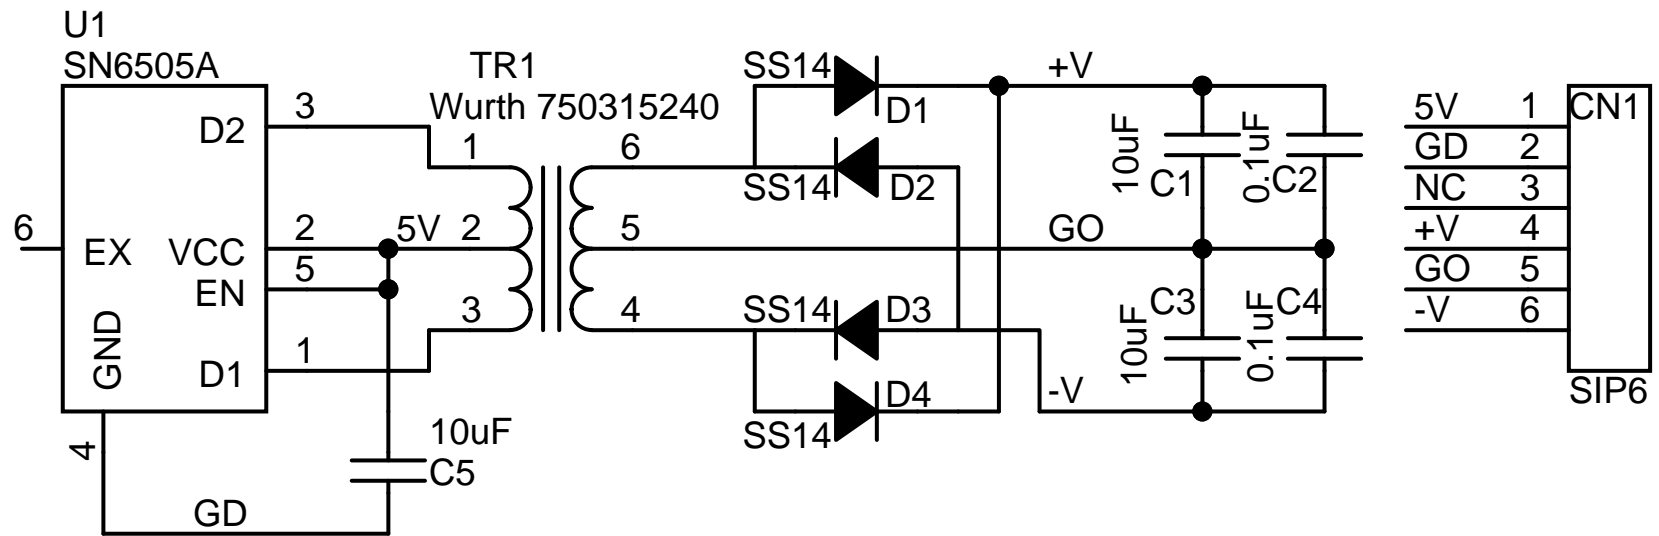 U1
SN6505A
D2
3
6
EX
VCC
2
EN
5
GND
D1
1
4
GD
5V
10uF
C5
TR1
Wurth 750315240
1
2
3
6
5
4
SS14
D1
SS14
D2
SS14
D3
SS14
D4
+V
GO
-V
10uF
C1
0.1uF
C2
10uF
C3
0.1uF
C4
5V 1 CN1
GD 2
NC 3
+V 4
GO 5
-V 6
SIP6